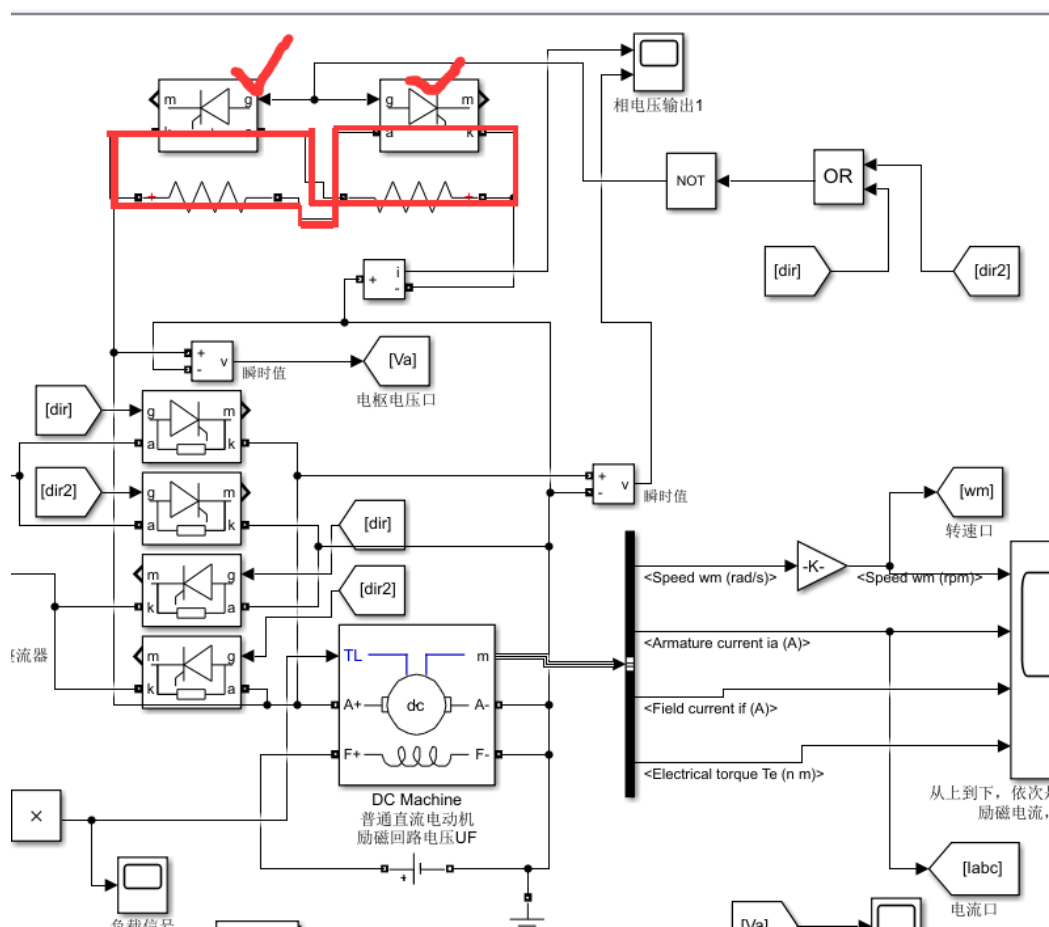 m
g
g
m
k
a
k
+
+
相电压输出1
NOT
OR
[dir]
[dir2]
+
i
-
+
-
v
瞬时值
[Va]
电枢电压口
[dir]
g
m
a
k
[dir2]
g
m
a
k
+
-
v
瞬时值
[dir]
m
g
k
a
[dir2]
m
g
k
a
流器
TL
m
A+
dc
A-
F+
F-
DC Machine
普通直流电动机
励磁回路电压UF
+
×
负载信号
<Speed wm (rad/s)>
-K-
<Speed wm (rpm)>
[wm]
转速口
<Armature current ia (A)>
<Field current if (A)>
<Electrical torque Te (n m)>
从上到下，依次
励磁电流，
[Iabc]
电流口
[Va]